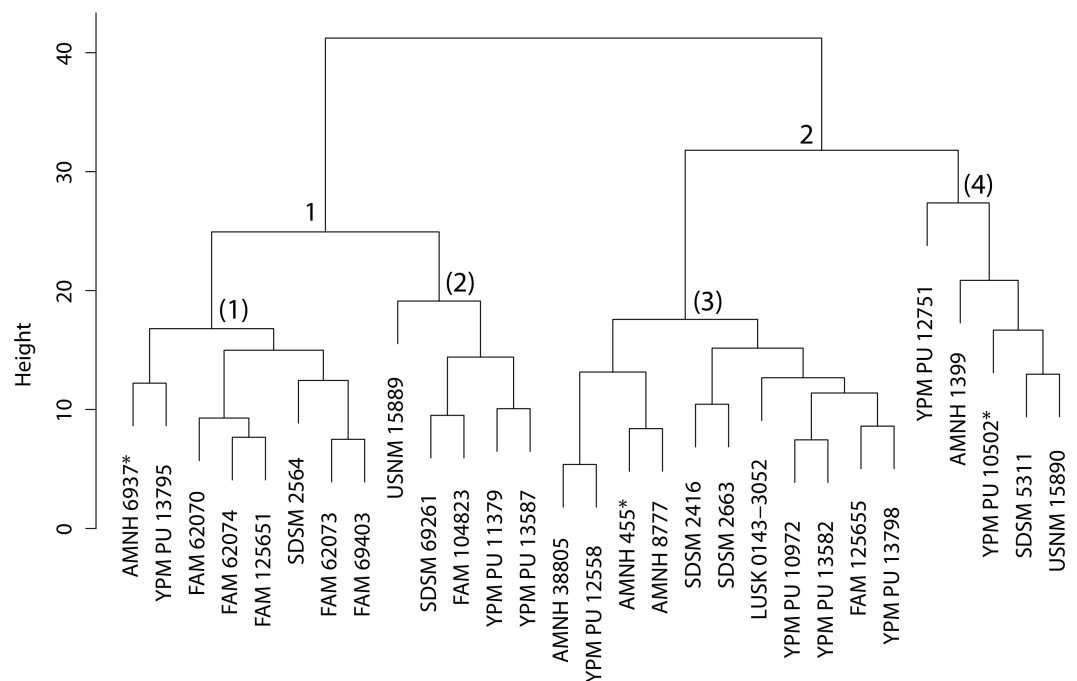 Height
0
10
20
30
40
1
2
(1)
(2)
(3)
(4)
AMNH 6937*
YPM PU 13795
FAM 62070
FAM 62074
FAM 125651
SDSM 2564
FAM 62073
FAM 69403
USNM 15889
SDSM 69261
FAM 104823
YPM PU 11379
YPM PU 13587
AMNH 38805
YPM PU 12558
AMNH 455*
AMNH 8777
SDSM 2416
SDSM 2663
LUSK 0143−3052
YPM PU 10972
YPM PU 13582
FAM 125655
YPM PU 13798
YPM PU 12751
AMNH 1399
YPM PU 10502*
SDSM 5311
USNM 15890